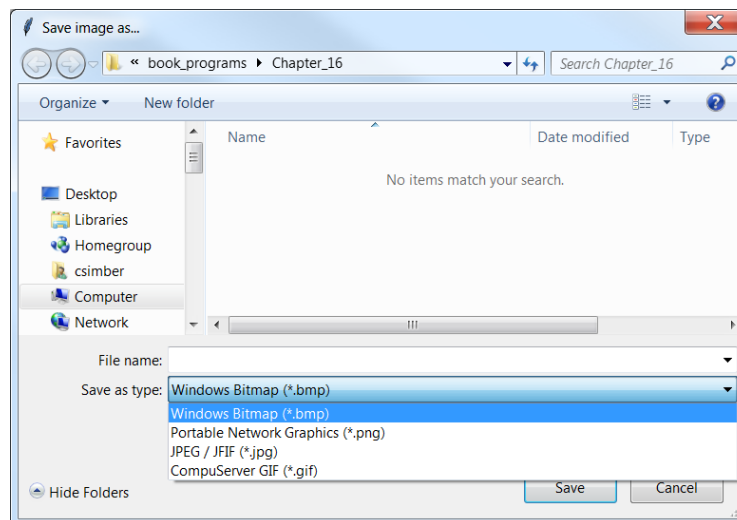 Save image as...
« book_programs Chapter_16
Search Chapter_16
Organize New folder
Favorites
Desktop
Libraries
Homegroup
csimber
Computer
Network
Name Date modified Type
No items match your search.
File name:
Save as type: Windows Bitmap (*.bmp)
Windows Bitmap (*.bmp)
Portable Network Graphics (*.png)
JPEG / JFIF (*.jpg)
CompuServer GIF (*.gif)
Hide Folders Save Cancel